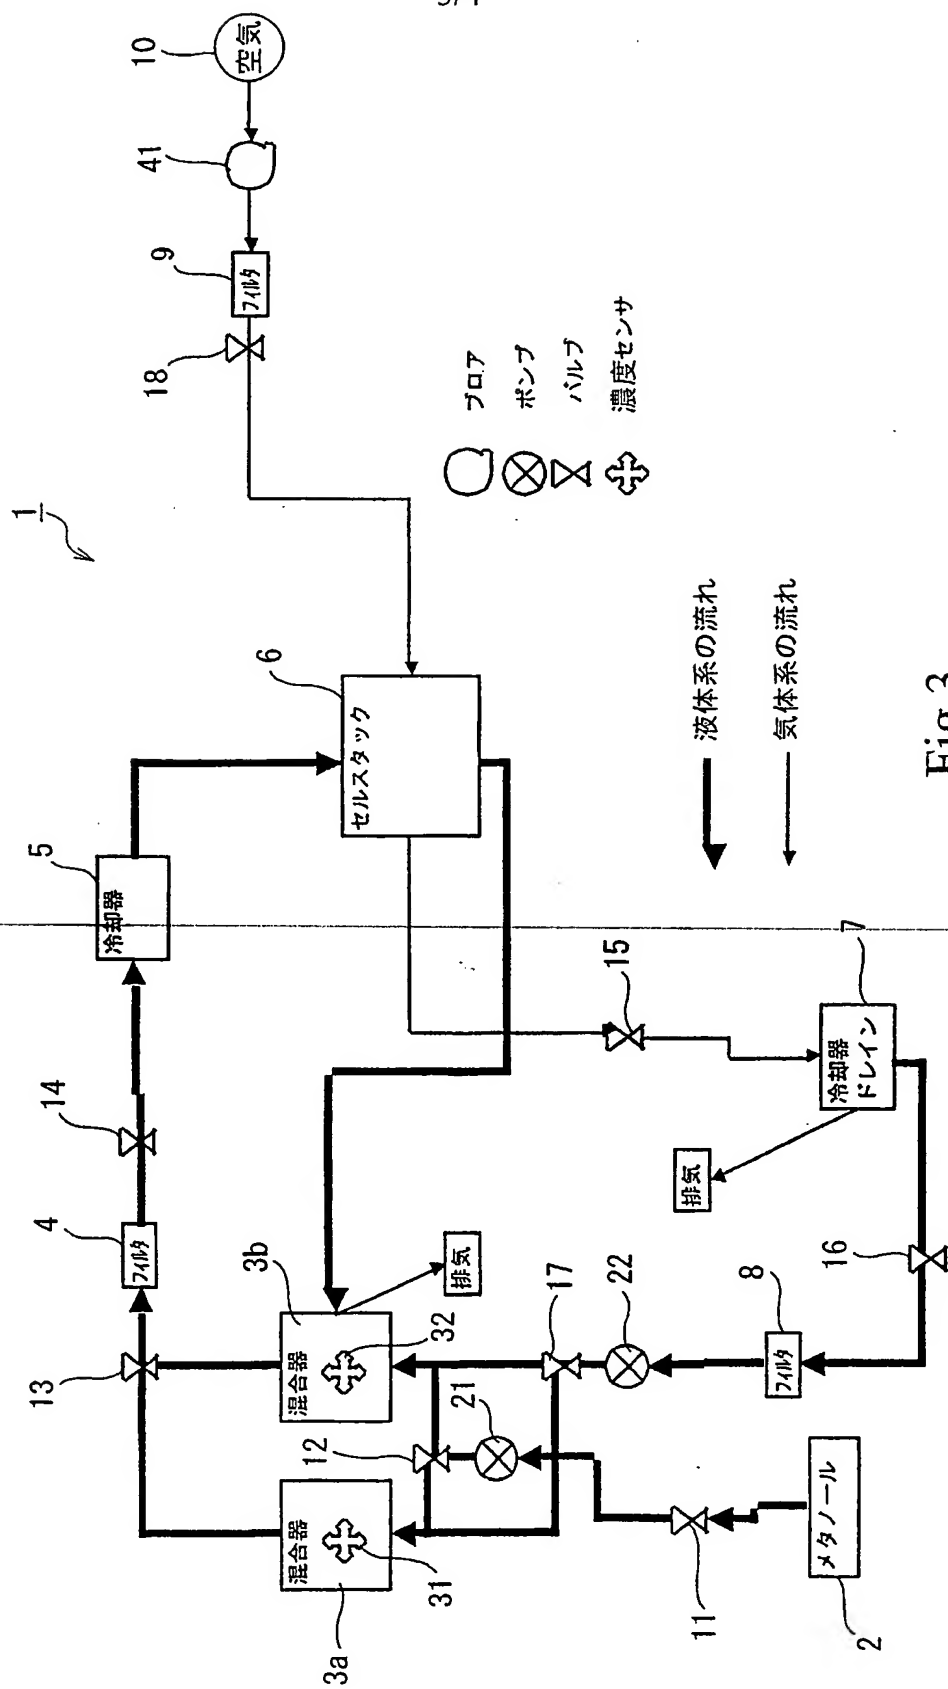 1
10
空気
41
9
フィルタ
18
ブロア
ポンプ
バルブ
濃度センサ
6
セルスタック
5
冷却器
14
4
フィルタ
13
3b
混合器
32
排気
混合器
31
3a
12
21
17
22
8
フィルタ
16
排気
冷却器
ドレイン
7
15
11
メタノール
2
液体系の流れ
気体系の流れ